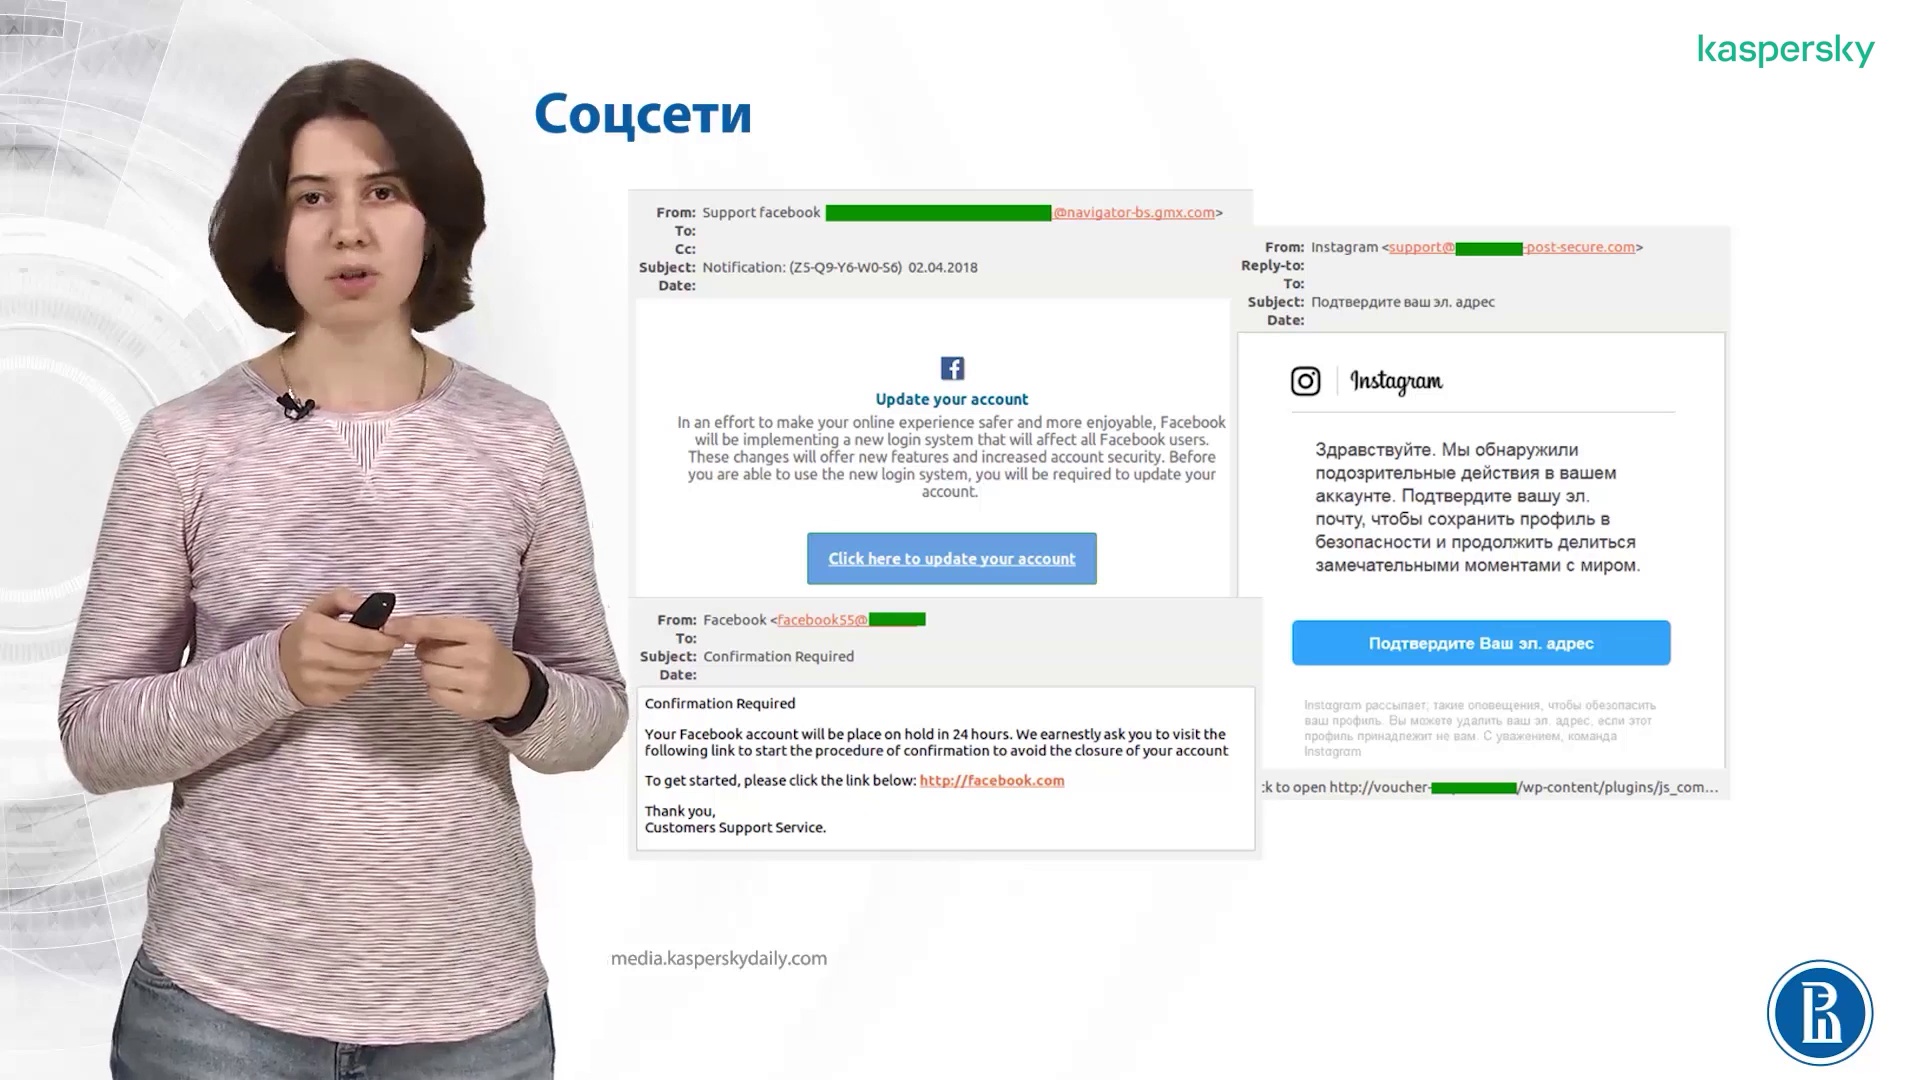 kaspersky
Соцсети
From: Support facebook @navigator-bs.gmx.com>
To:
Cc:
Subject: Notification: (Z5-Q9-Y6-W0-S6) 02.04.2018
Date:
Update your account
In an effort to make your online experience safer and more enjoyable, Facebook
will be implementing a new login system that will affect all Facebook users.
These changes will offer new features and increased account security. Before
you are able to use the new login system, you will be required to update your
account.
Click here to update your account
From: Facebook <facebook55@
To:
Subject: Confirmation Required
Date:
Confirmation Required
Your Facebook account will be place on hold in 24 hours. We earnestly ask you to visit the
following link to start the procedure of confirmation to avoid the closure of your account
To get started, please click the link below: http://facebook.com
Thank you,
Customers Support Service.
From: Instagram <support@ -post-secure.com>
Reply-to:
To:
Subject: Подтвердите ваш эл. адрес
Date:
Instagram
Здравствуйте. Мы обнаружили
подозрительные действия в вашем
аккаунте. Подтвердите вашу эл.
почту, чтобы сохранить профиль в
безопасности и продолжить делиться
замечательными моментами с миром.
Подтвердите Ваш эл. адрес
Instagram рассылает, такие оповещения, чтобы обезопасить
ваш профиль. Вы можете удалить ваш эл. адрес, если этот
профиль принадлежит не вам. С уважением, команда
Instagram
ck to open http://voucher- /wp-content/plugins/js_com...
media.kasperskydaily.com